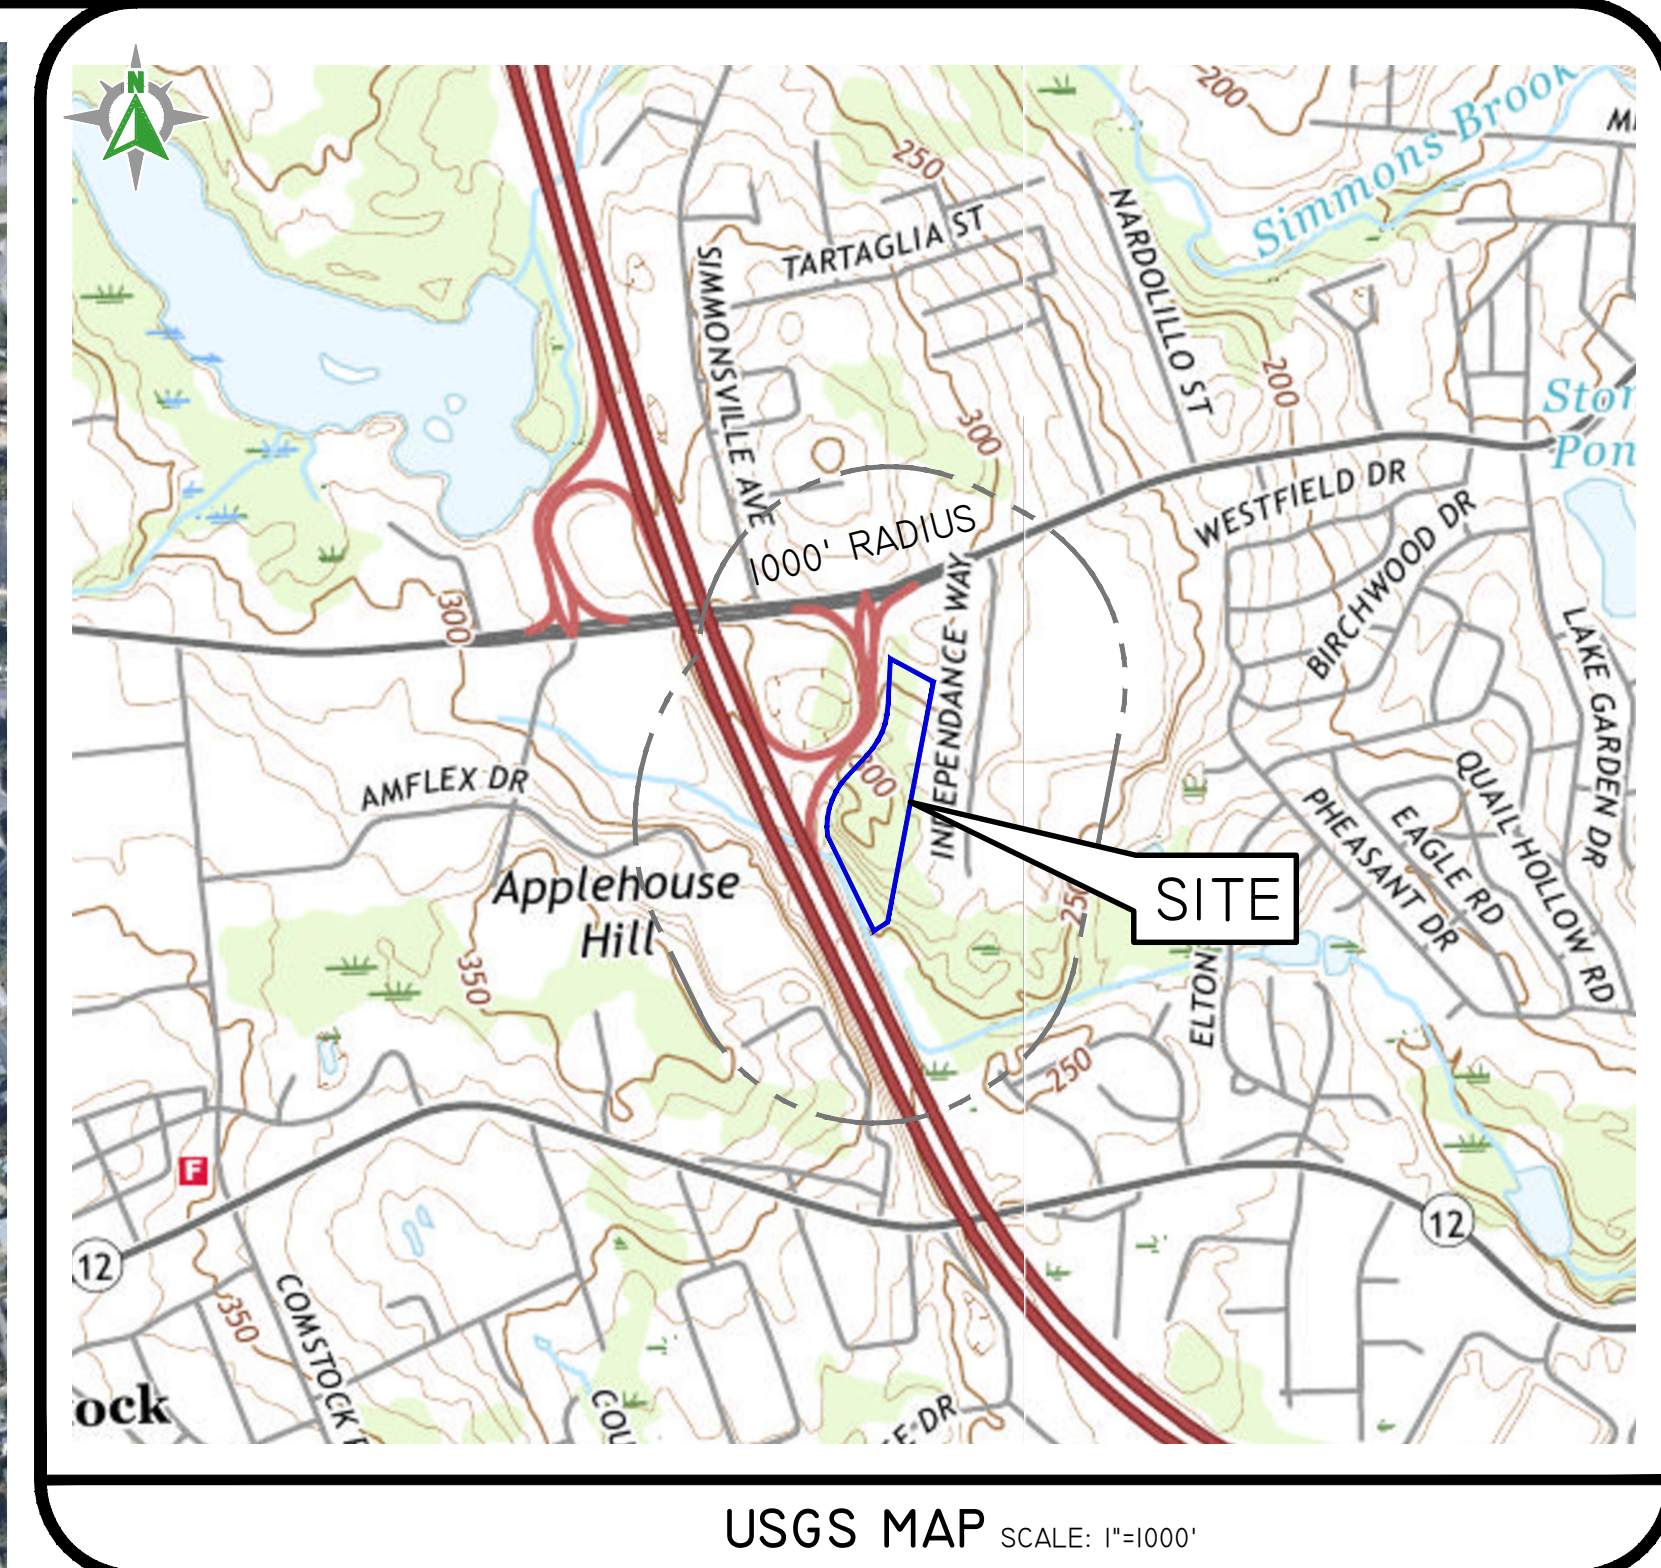 N
200
Simmons Brook
250
TARTAGLIA ST
NARDOLILLO ST
SIMMONSVILLE AVE
200
300
WESTFIELD DR
BIRCHWOOD DR
1000' RADIUS
300
INDEPENDANCE WAY
LAKE GARDEN DR
300
AMFLEX DR
QUAIL HOLLOW RD
PHEASANT DR
EAGLE RD
SITE
Applehouse
Hill
250
350
ELTON
250
F
12
12
350
COMSTOCK
ock
E DR
USGS MAP SCALE: 1"=1000'